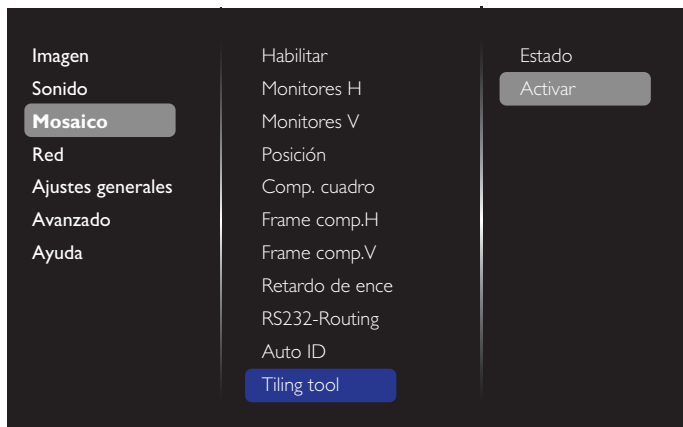 Imagen
Sonido
Mosaico
Red
Ajustes generales
Avanzado
Ayuda
Habilitar
Monitores H
Monitores V
Posición
Comp. cuadro
Frame comp.H
Frame comp.V
Retardo de ence
RS232-Routing
Auto ID
Tiling tool
Estado
Activar